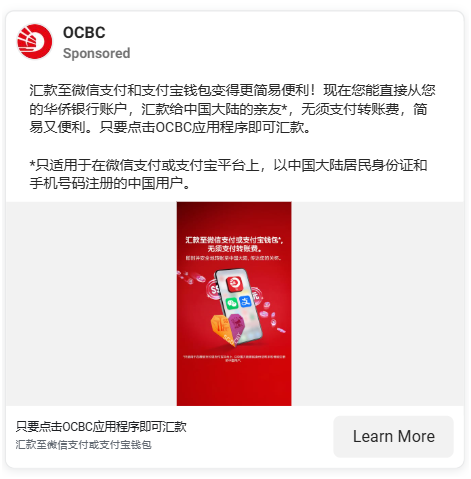 OCBC
Sponsored
汇款至微信支付和支付宝钱包变得更简易便利！现在您能直接从您
的华侨银行账户，汇款给中国大陆的亲友*，无须支付转账费，简
易又便利。只要点击OCBC应用程序即可汇款。
*只适用于在微信支付或支付宝平台上，以中国大陆居民身份证和
手机号码注册的中国用户。
汇款至微信支付或支付宝钱包*，
无须支付转账费。
只要点击OCBC应用程序即可汇款
汇款至微信支付或支付宝钱包
Learn More